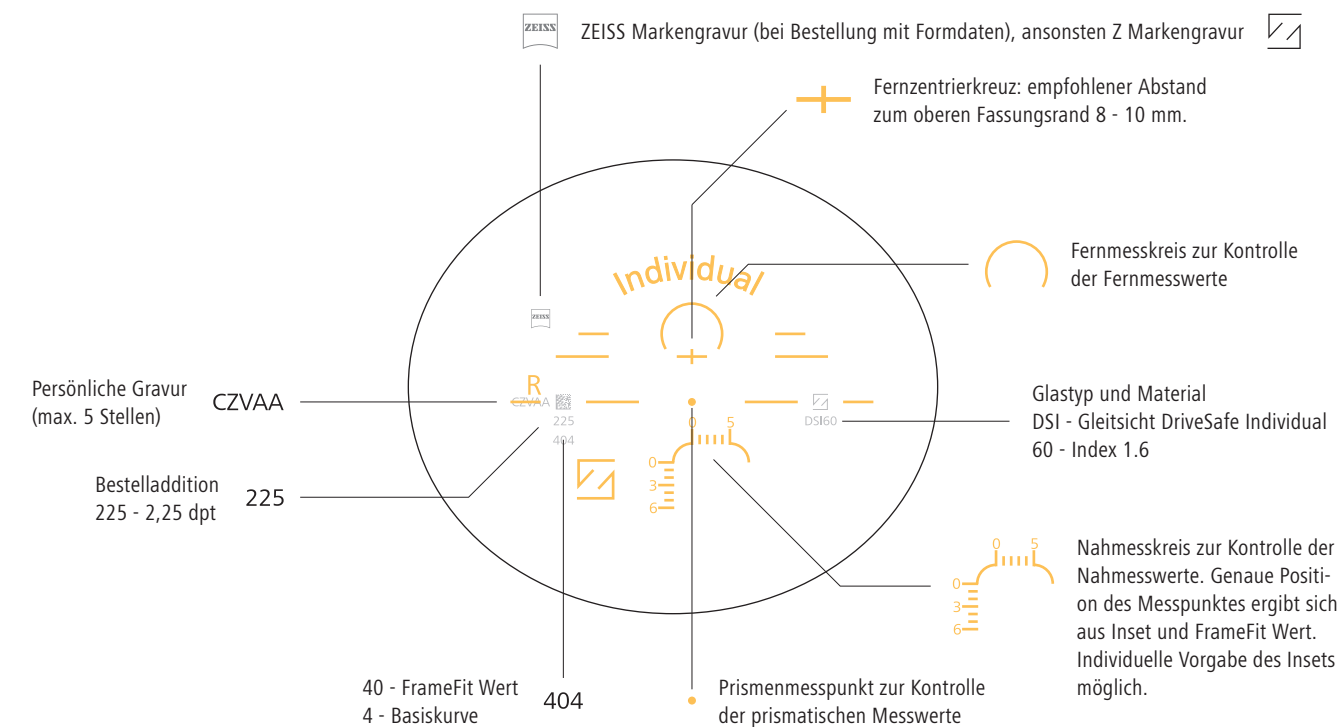 ZEISS
ZEISS Markengravur (bei Bestellung mit Formdaten), ansonsten Z Markengravur
Fernzentrierkreuz: empfohlener Abstand
zum oberen Fassungsrand 8 - 10 mm.
Fernmesskreis zur Kontrolle
der Fernmesswerte
Individual
ZEISS
Persönliche Gravur
(max. 5 Stellen)
CZVAA
R
CZVAA
225
404
DSI60
Glastyp und Material
DSI - Gleitsicht DriveSafe Individual
60 - Index 1.6
0 5
0
3
6
Bestelladdition
225 - 2,25 dpt
225
0 5
0
3
6
Nahmesskreis zur Kontrolle der
Nahmesswerte. Genaue Positi-
on des Messpunktes ergibt sich
aus Inset und FrameFit Wert.
Individuelle Vorgabe des Insets
möglich.
40 - FrameFit Wert
4 - Basiskurve
404
Prismenmesspunkt zur Kontrolle
der prismatischen Messwerte